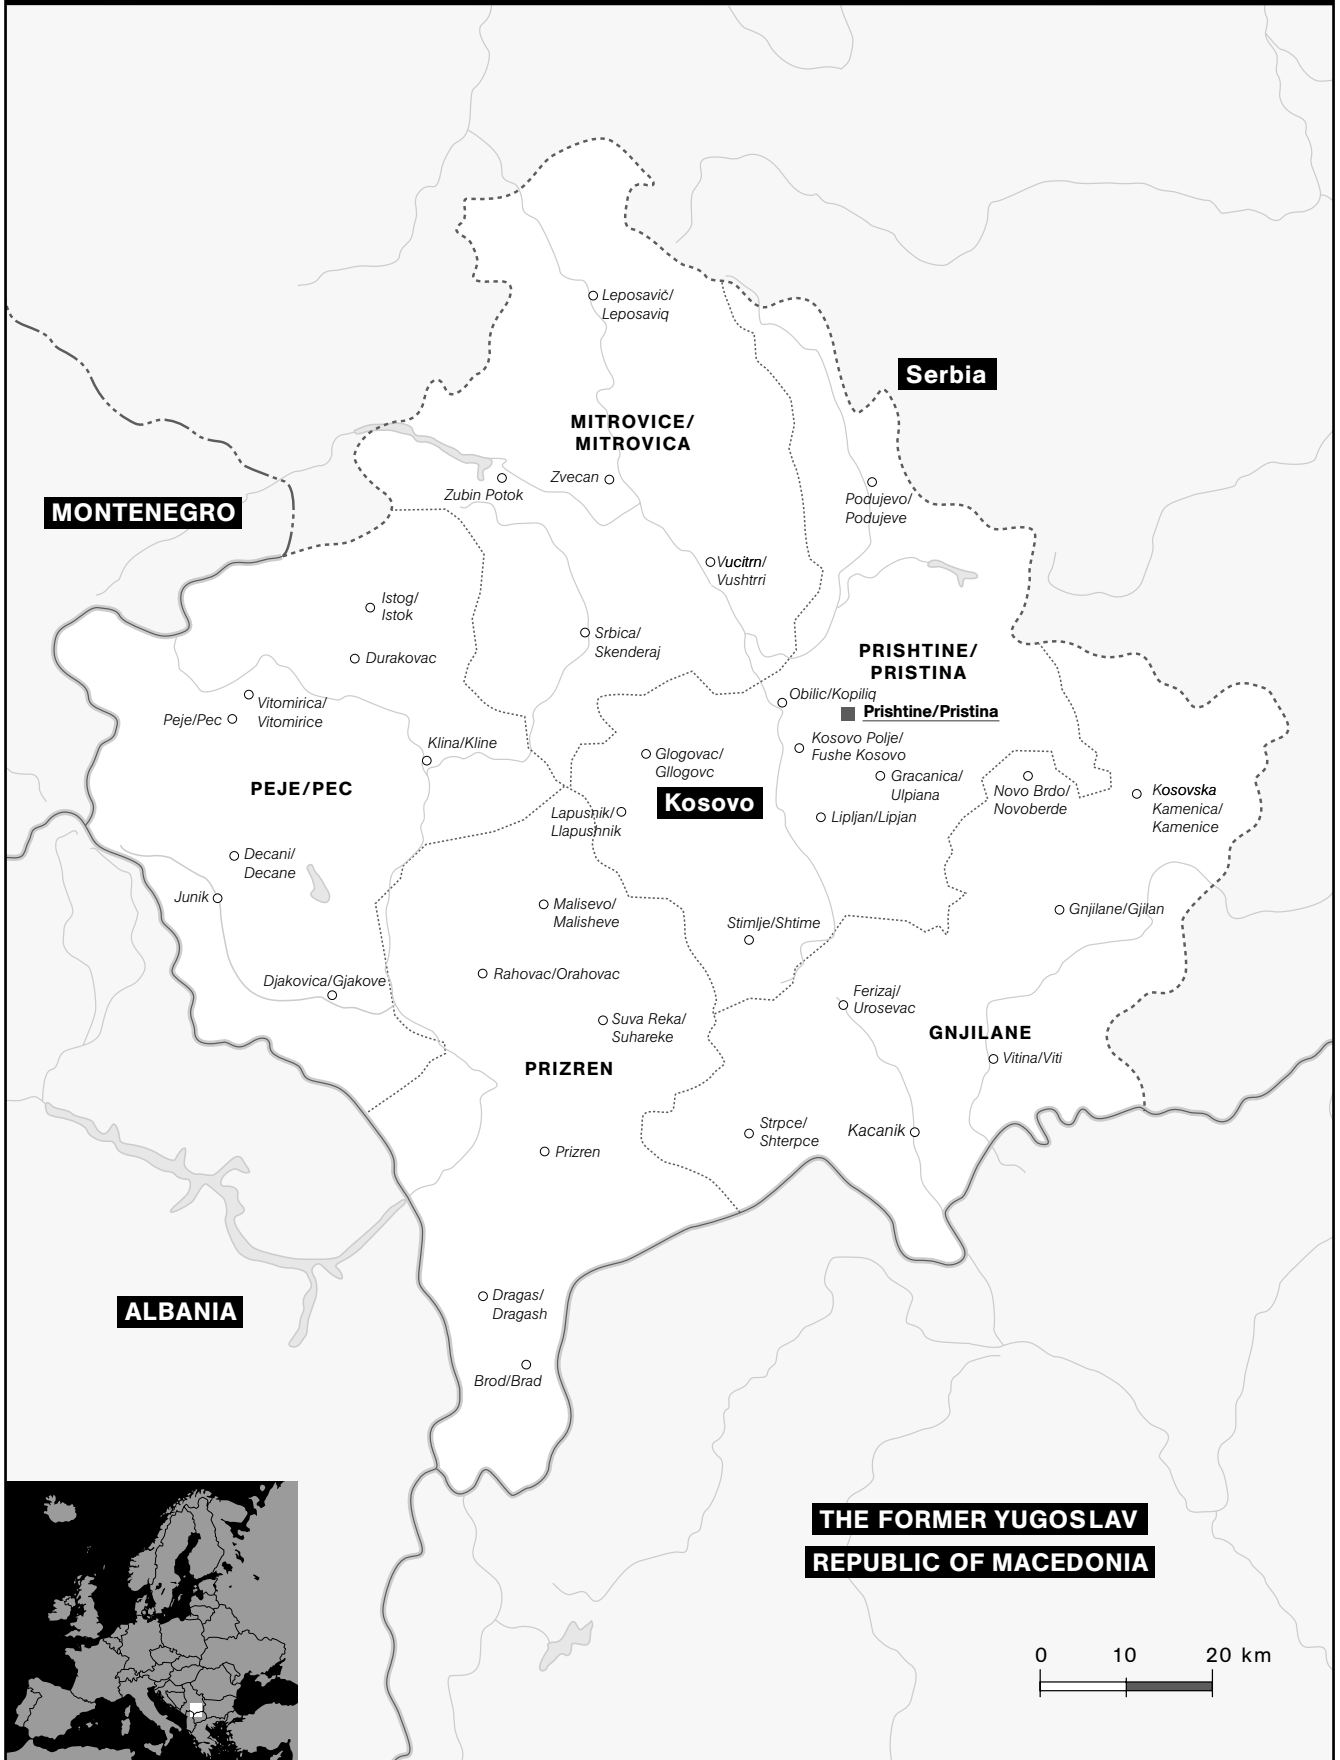 Leposavić/
Leposaviq
Serbia
MITROVICE/
MITROVICA
Zvecan
Zubin Potok
Podujevo/
Podujeve
MONTENEGRO
Vucitrn/
Vushtrri
Istog/
Istok
Srbica/
Skenderaj
Durakovac
PRISHTINE/
PRISTINA
Obilic/Kopiliq
Vitomirica/
Vitomirice
Peje/Pec
Prishtine/Pristina
Klina/Kline
Kosovo Polje/
Fushe Kosovo
Glogovac/
Gllogovc
Gracanica/
Ulpiana
PEJE/PEC
Novo Brdo/
Novoberde
Kosovska
Kamenica/
Kamenice
Kosovo
Lapusnik/
Llapushnik
Lipljan/Lipjan
Decani/
Decane
Junik
Malisevo/
Malisheve
Gnjilane/Gjilan
Stimlje/Shtime
Rahovac/Orahovac
Djakovica/Gjakove
Ferizaj/
Urosevac
Suva Reka/
Suhareke
GNJILANE
Vitina/Viti
PRIZREN
Strpce/
Shterpce
Kacanik
Prizren
Dragas/
Dragash
ALBANIA
Brod/Brad
THE FORMER YUGOSLAV
REPUBLIC OF MACEDONIA
0 10 20 km